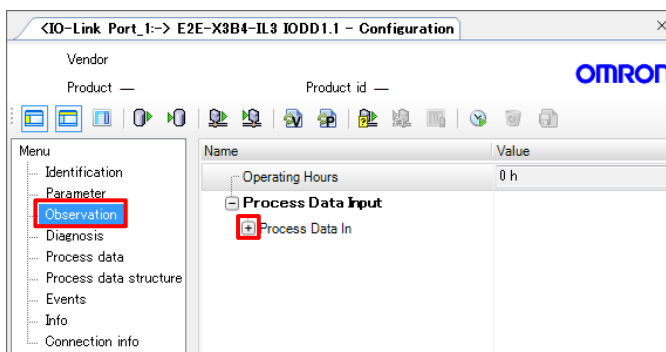 <IO-Link Port_1:-> E2E-X3B4-IL3 IODD1.1 - Configuration
Vendor
Product — Product id —
OMRON
Menu
Identification
Parameter
Observation
Diagnosis
Process data
Process data structure
Events
Info
Connection info
Name Value
Operating Hours 0 h
Process Data Input
Process Data In